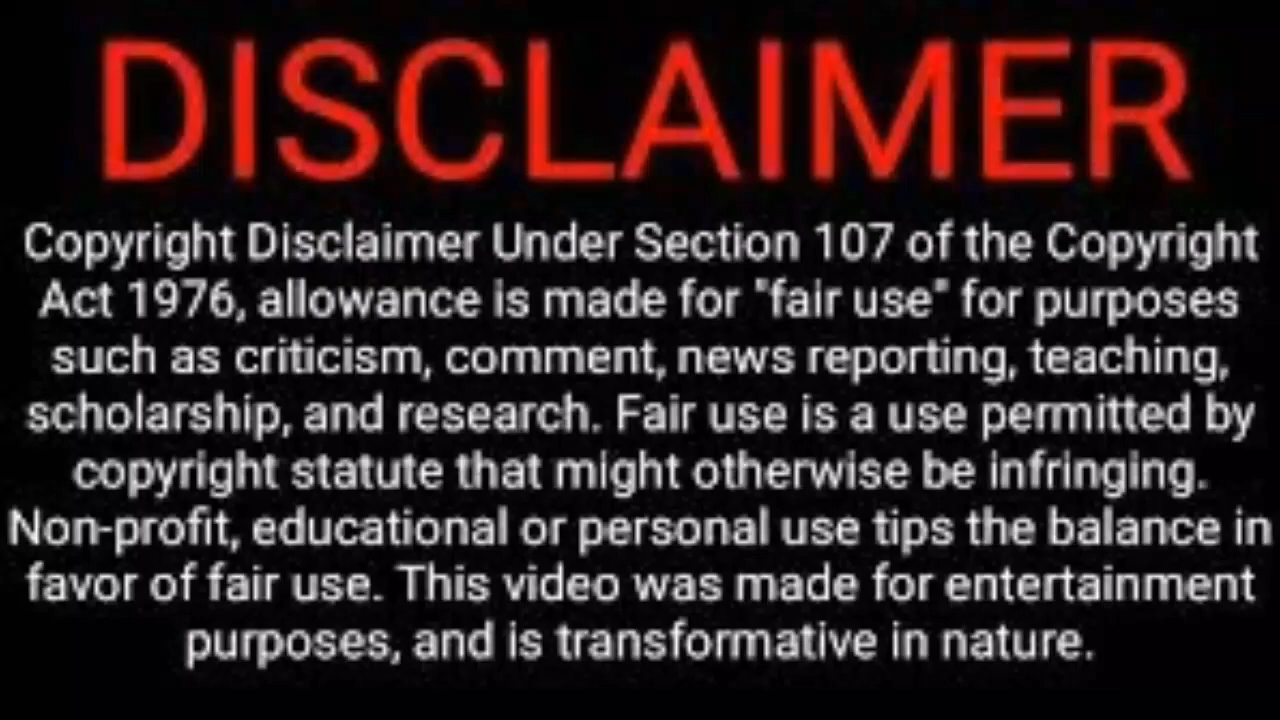 DISCLAIMER
Copyright Disclaimer Under Section 107 of the Copyright
Act 1976, allowance is made for "fair use" for purposes
such as criticism, comment, news reporting, teaching,
scholarship, and research. Fair use is a use permitted by
copyright statute that might otherwise be infringing.
Non-profit, educational or personal use tips the balance in
favor of fair use. This video was made for entertainment
purposes, and is transformative in nature.